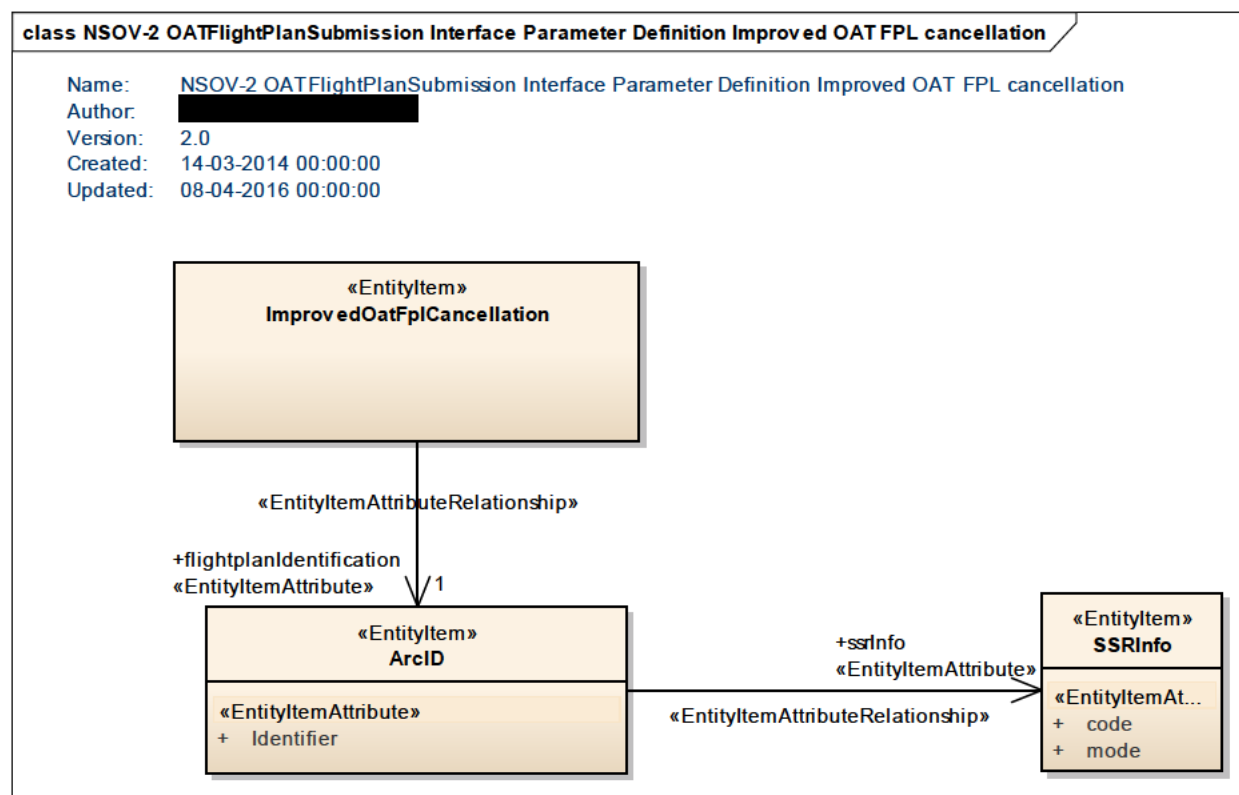 class NSOV-2 OATFlightPlanSubmission Interface Parameter Definition Improved OAT FPL cancellation
Name: NSOV-2 OATFlightPlanSubmission Interface Parameter Definition Improved OAT FPL cancellation
Author:
Version: 2.0
Created: 14-03-2014 00:00:00
Updated: 08-04-2016 00:00:00
«EntityItem»
ImprovedOatFplCancellation
«EntityItemAttributeRelationship»
+flightplanIdentification
«EntityItemAttribute» 1
«EntityItem»
ArcID
«EntityItemAttribute»
+ Identifier
+ssrInfo
«EntityItemAttribute»
«EntityItemAttributeRelationship»
«EntityItem»
SSRInfo
«EntityItemAt...
+ code
+ mode